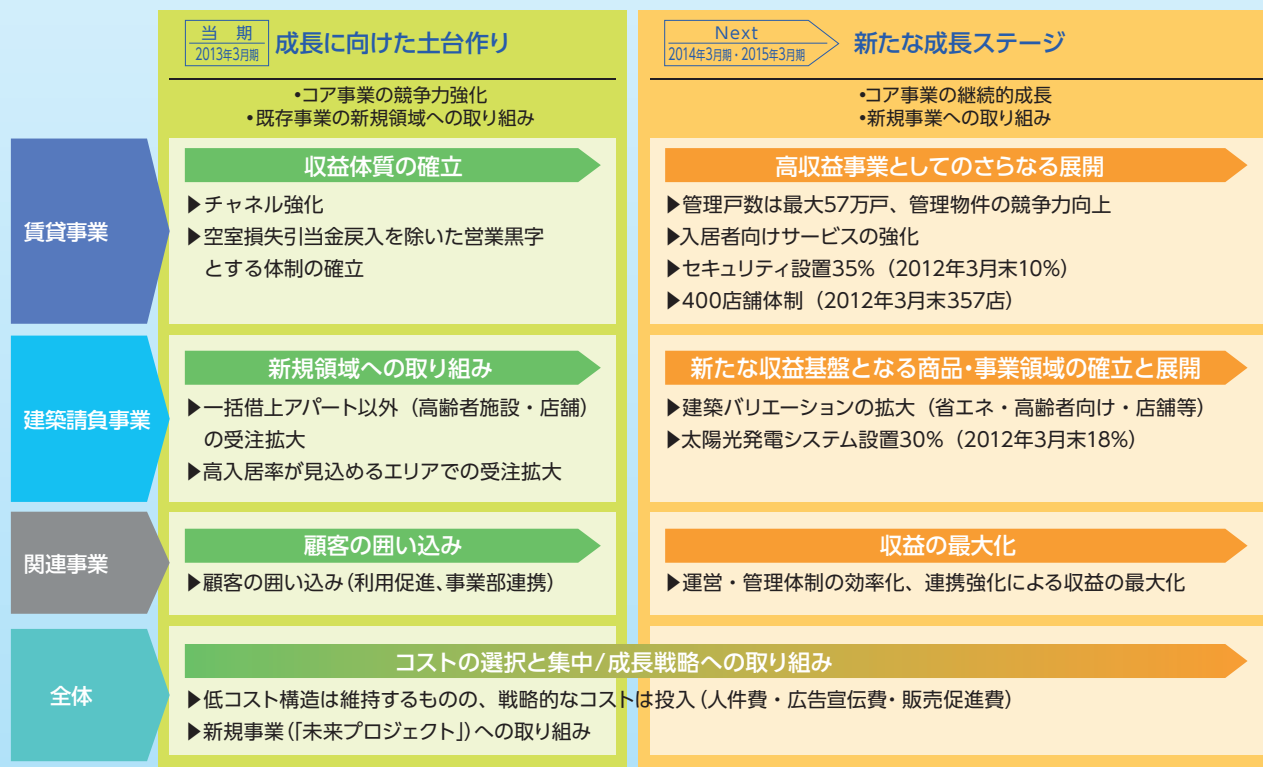 当 期
2013年3月期
成長に向けた土台作り
•コア事業の競争力強化
•既存事業の新規領域への取り組み
Next
2014年3月期・2015年3月期
新たな成長ステージ
•コア事業の継続的成長
•新規事業への取り組み
賃貸事業
収益体質の確立
▶チャネル強化
▶空室損失引当金戻入を除いた営業黒字
とする体制の確立
高収益事業としてのさらなる展開
▶管理戸数は最大57万戸、管理物件の競争力向上
▶入居者向けサービスの強化
▶セキュリティ設置35%（2012年3月末10%）
▶400店舗体制（2012年3月末357店）
建築請負事業
新規領域への取り組み
▶一括借上アパート以外（高齢者施設・店舗）
の受注拡大
▶高入居率が見込めるエリアでの受注拡大
新たな収益基盤となる商品・事業領域の確立と展開
▶建築バリエーションの拡大（省エネ・高齢者向け・店舗等）
▶太陽光発電システム設置30%（2012年3月末18%）
関連事業
顧客の囲い込み
▶顧客の囲い込み（利用促進、事業部連携）
収益の最大化
▶運営・管理体制の効率化、連携強化による収益の最大化
全体
コストの選択と集中/成長戦略への取り組み
▶低コスト構造は維持するものの、戦略的なコストは投入（人件費・広告宣伝費・販売促進費）
▶新規事業（「未来プロジェクト」）への取り組み